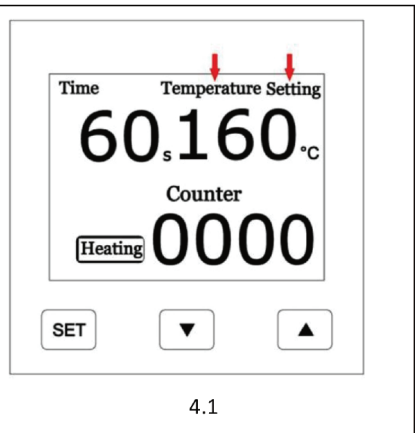 Time Temperature Setting
60s 160°C
Counter
Heating 0000
SET ▼ ▲
4.1